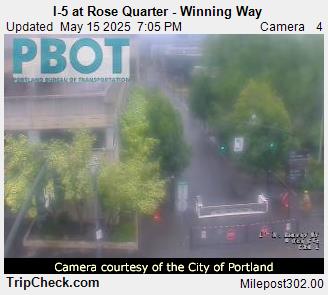 I-5 at Rose Quarter - Winning Way
Updated May 15 2025 7:05 PM Camera 4
PBOT
PORTLAND BUREAU OF TRANSPORTATION
Camera courtesy of the City of Portland
TripCheck.com Milepost302.00